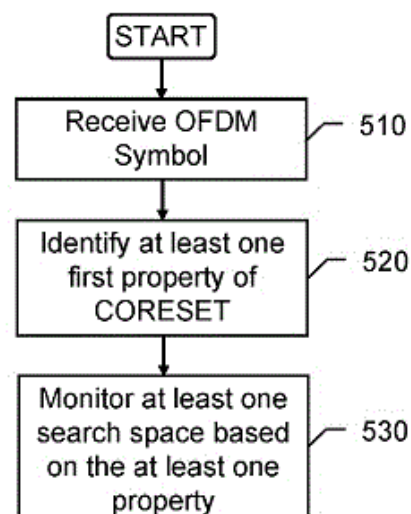 START
Receive OFDM
Symbol
510
Identify at least one
first property of
CORESET
520
Monitor at least one
search space based
on the at least one
property
530